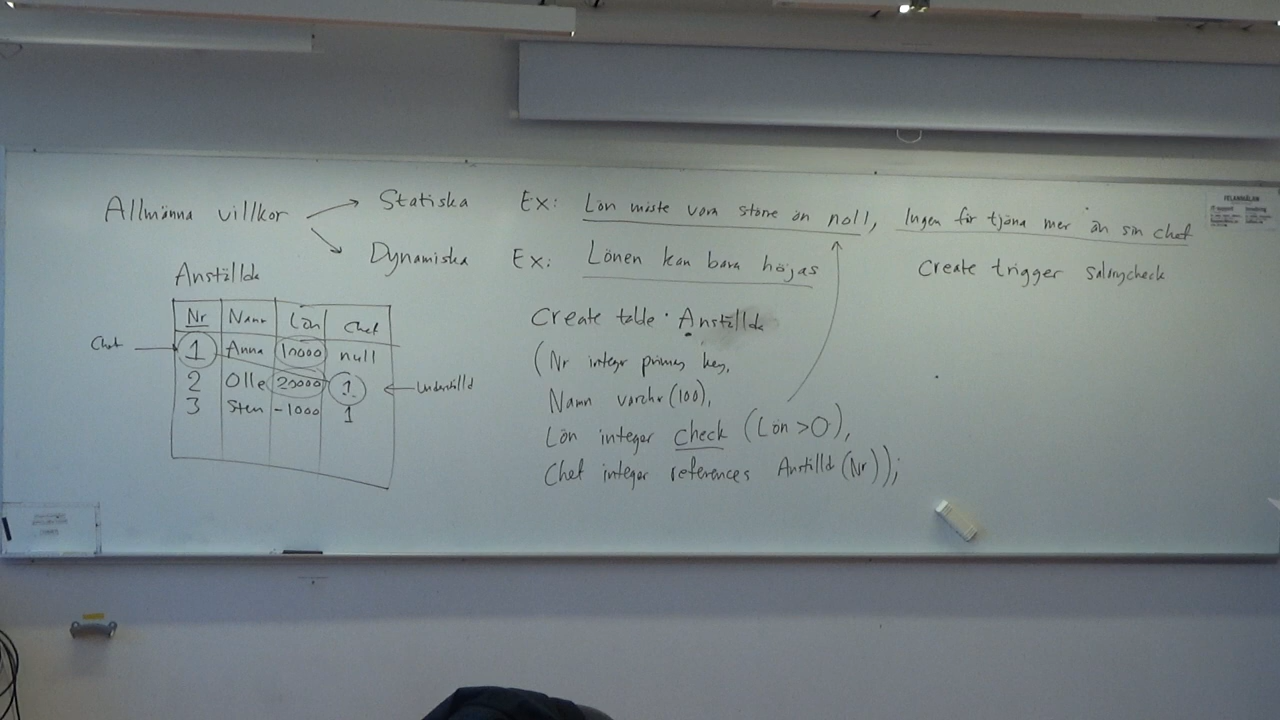 Allmänna villkor
Statiska
Ex: Lön måste vara större än noll, Ingen får tjäna mer än sin chef
Dynamiska
Ex: Lönen kan bara höjas
Create trigger salarycheck
Anställda
Nr Namn Lön Chef
1 Anna 10000 null
2 Olle 20000 1
3 Sten -1000 1
Chef
Underställd
Create table Anställda
(Nr integer primary key,
Namn varchar(100),
Lön integer check (Lön >0),
Chef integer references Anställd(Nr));
FELANMÄLAN